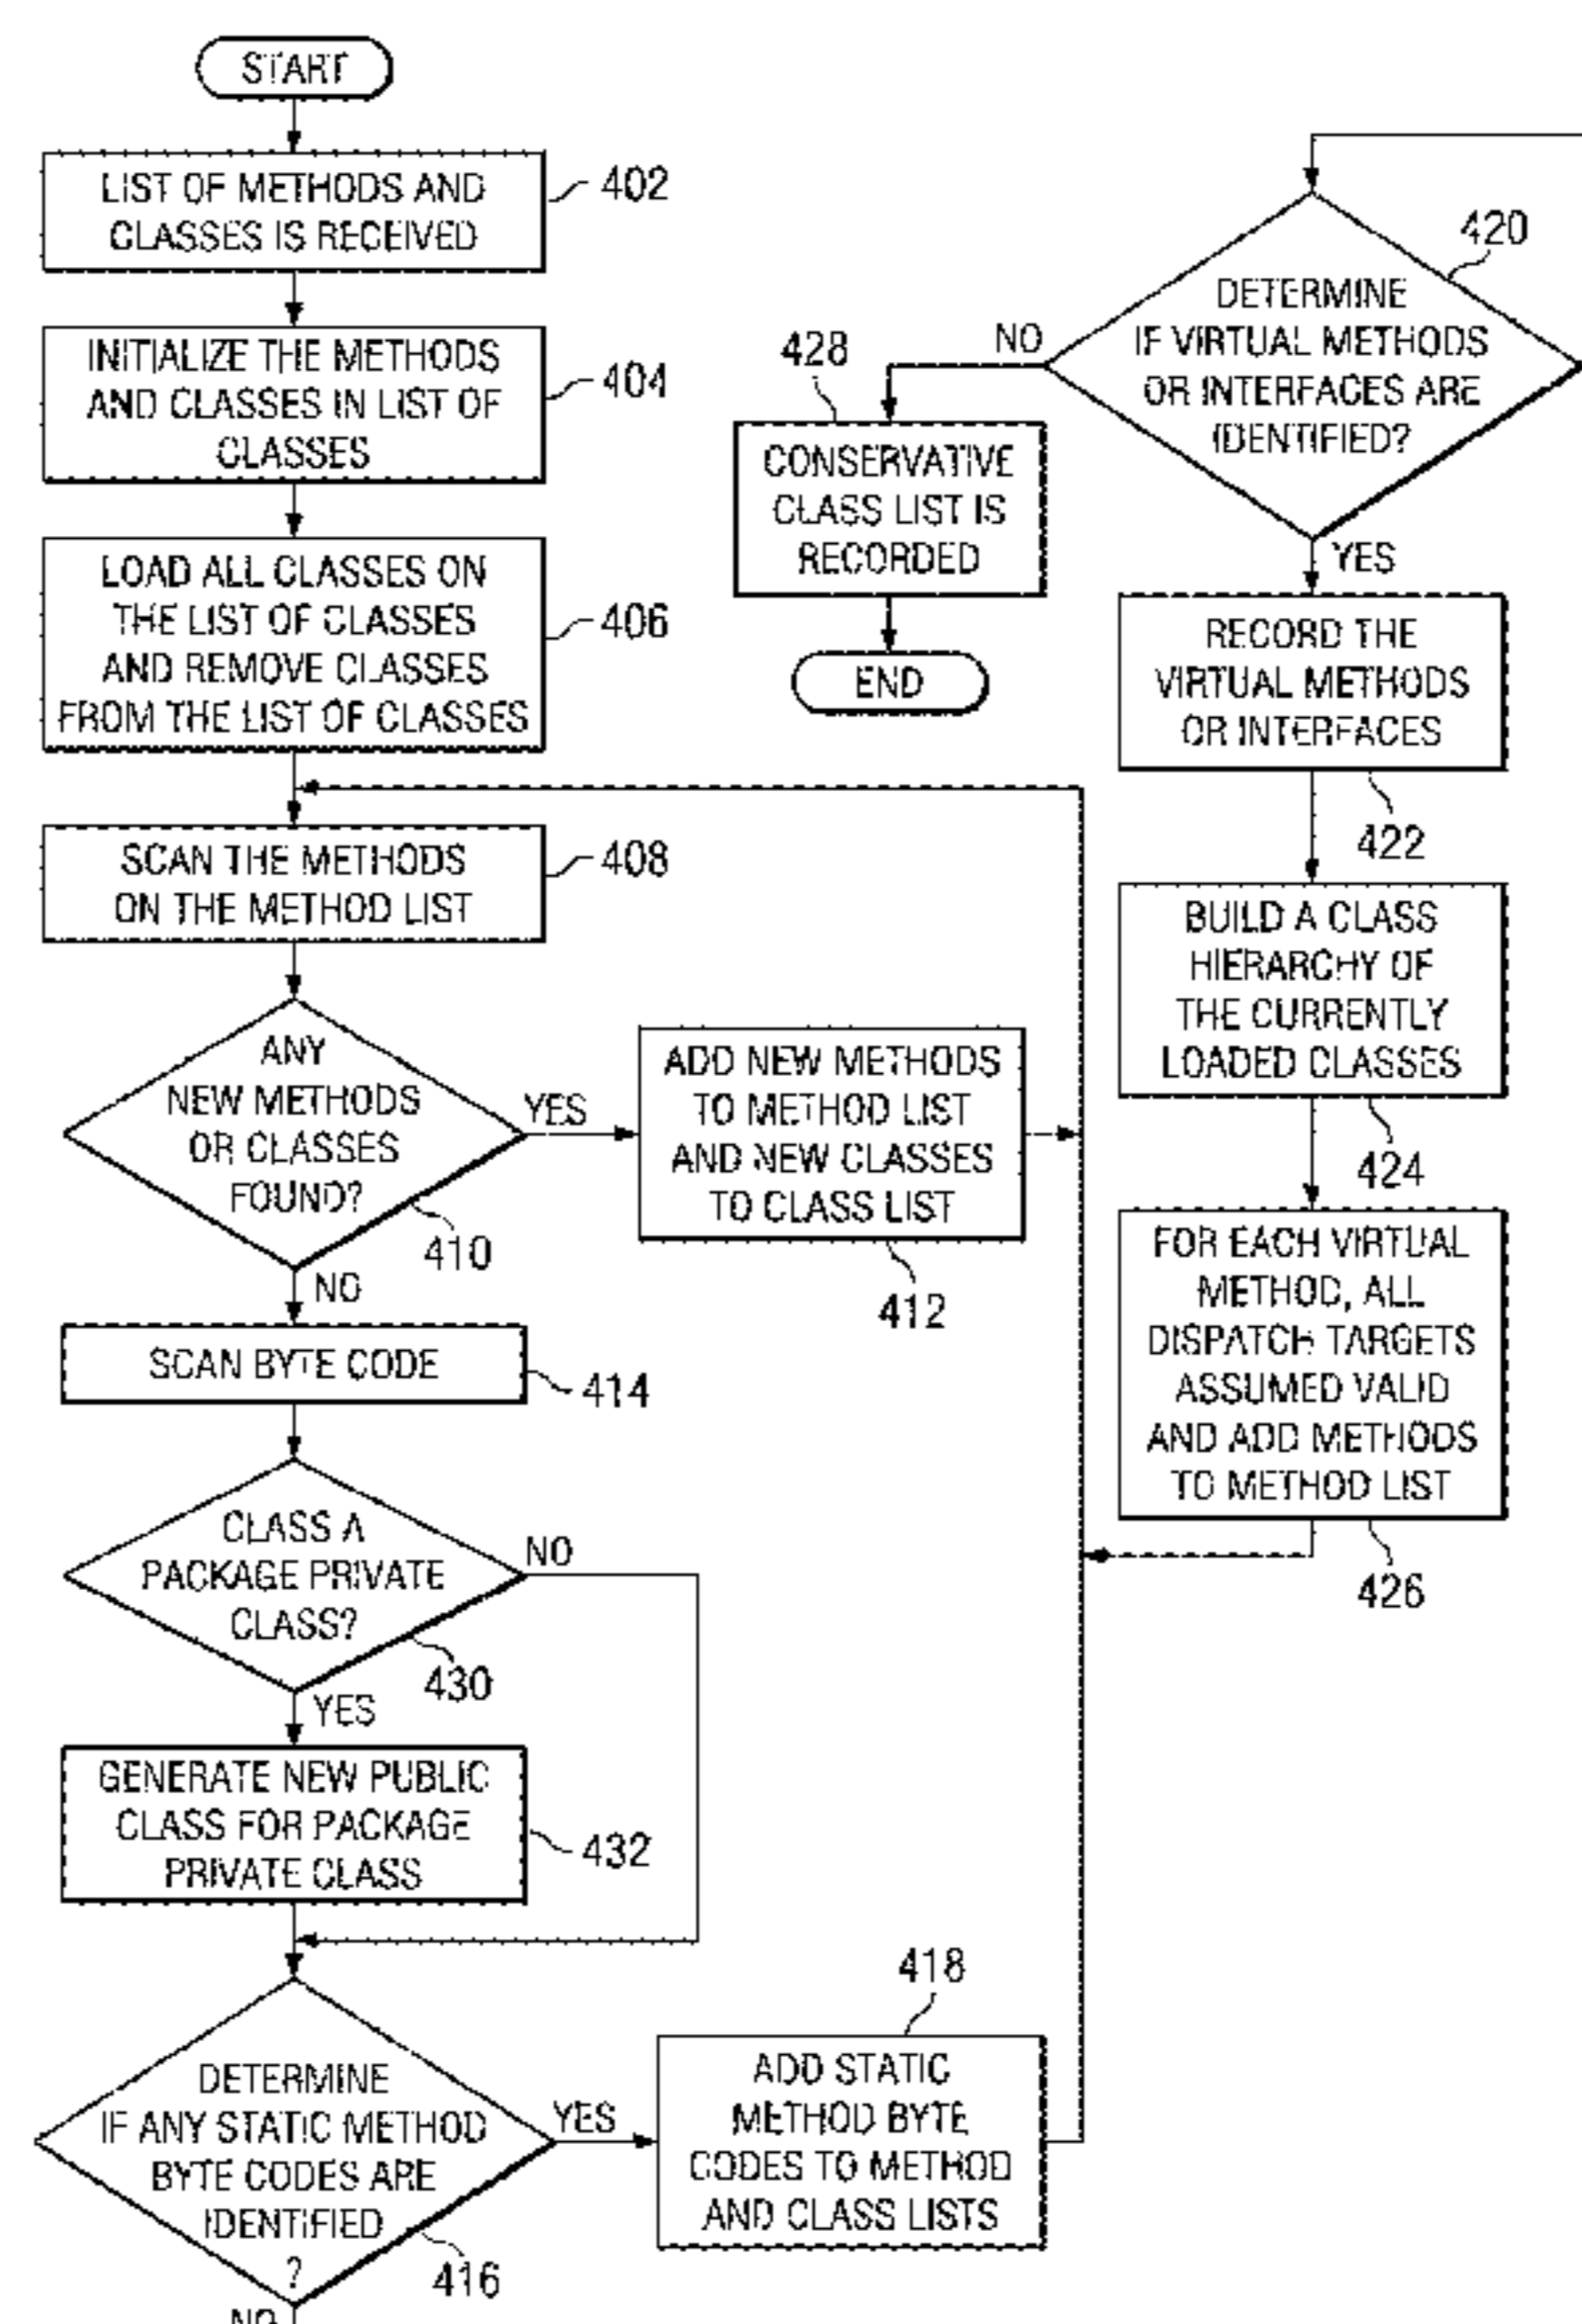 START
LIST OF METHODS AND
CLASSES IS RECEIVED
402
INITIALIZE THE METHODS
AND CLASSES IN LIST OF
CLASSES
404
LOAD ALL CLASSES ON
THE LIST OF CLASSES
AND REMOVE CLASSES
FROM THE LIST OF CLASSES
406
SCAN THE METHODS
ON THE METHOD LIST
408
ANY
NEW METHODS
OR CLASSES
FOUND?
410
YES
ADD NEW METHODS
TO METHOD LIST
AND NEW CLASSES
TO CLASS LIST
412
NO
SCAN BYTE CODE
414
CLASS A
PACKAGE PRIVATE
CLASS?
430
NO
YES
GENERATE NEW PUBLIC
CLASS FOR PACKAGE
PRIVATE CLASS
432
DETERMINE
IF ANY STATIC METHOD
BYTE CODES ARE
IDENTIFIED
?
416
YES
418
ADD STATIC
METHOD BYTE
CODES TO METHOD
AND CLASS LISTS
NO
420
DETERMINE
IF VIRTUAL METHODS
OR INTERFACES ARE
IDENTIFIED?
NO
428
CONSERVATIVE
CLASS LIST IS
RECORDED
END
YES
RECORD THE
VIRTUAL METHODS
OR INTERFACES
422
BUILD A CLASS
HIERARCHY OF
THE CURRENTLY
LOADED CLASSES
424
FOR EACH VIRTUAL
METHOD, ALL
DISPATCH TARGETS
ASSUMED VALID
AND ADD METHODS
TO METHOD LIST
426